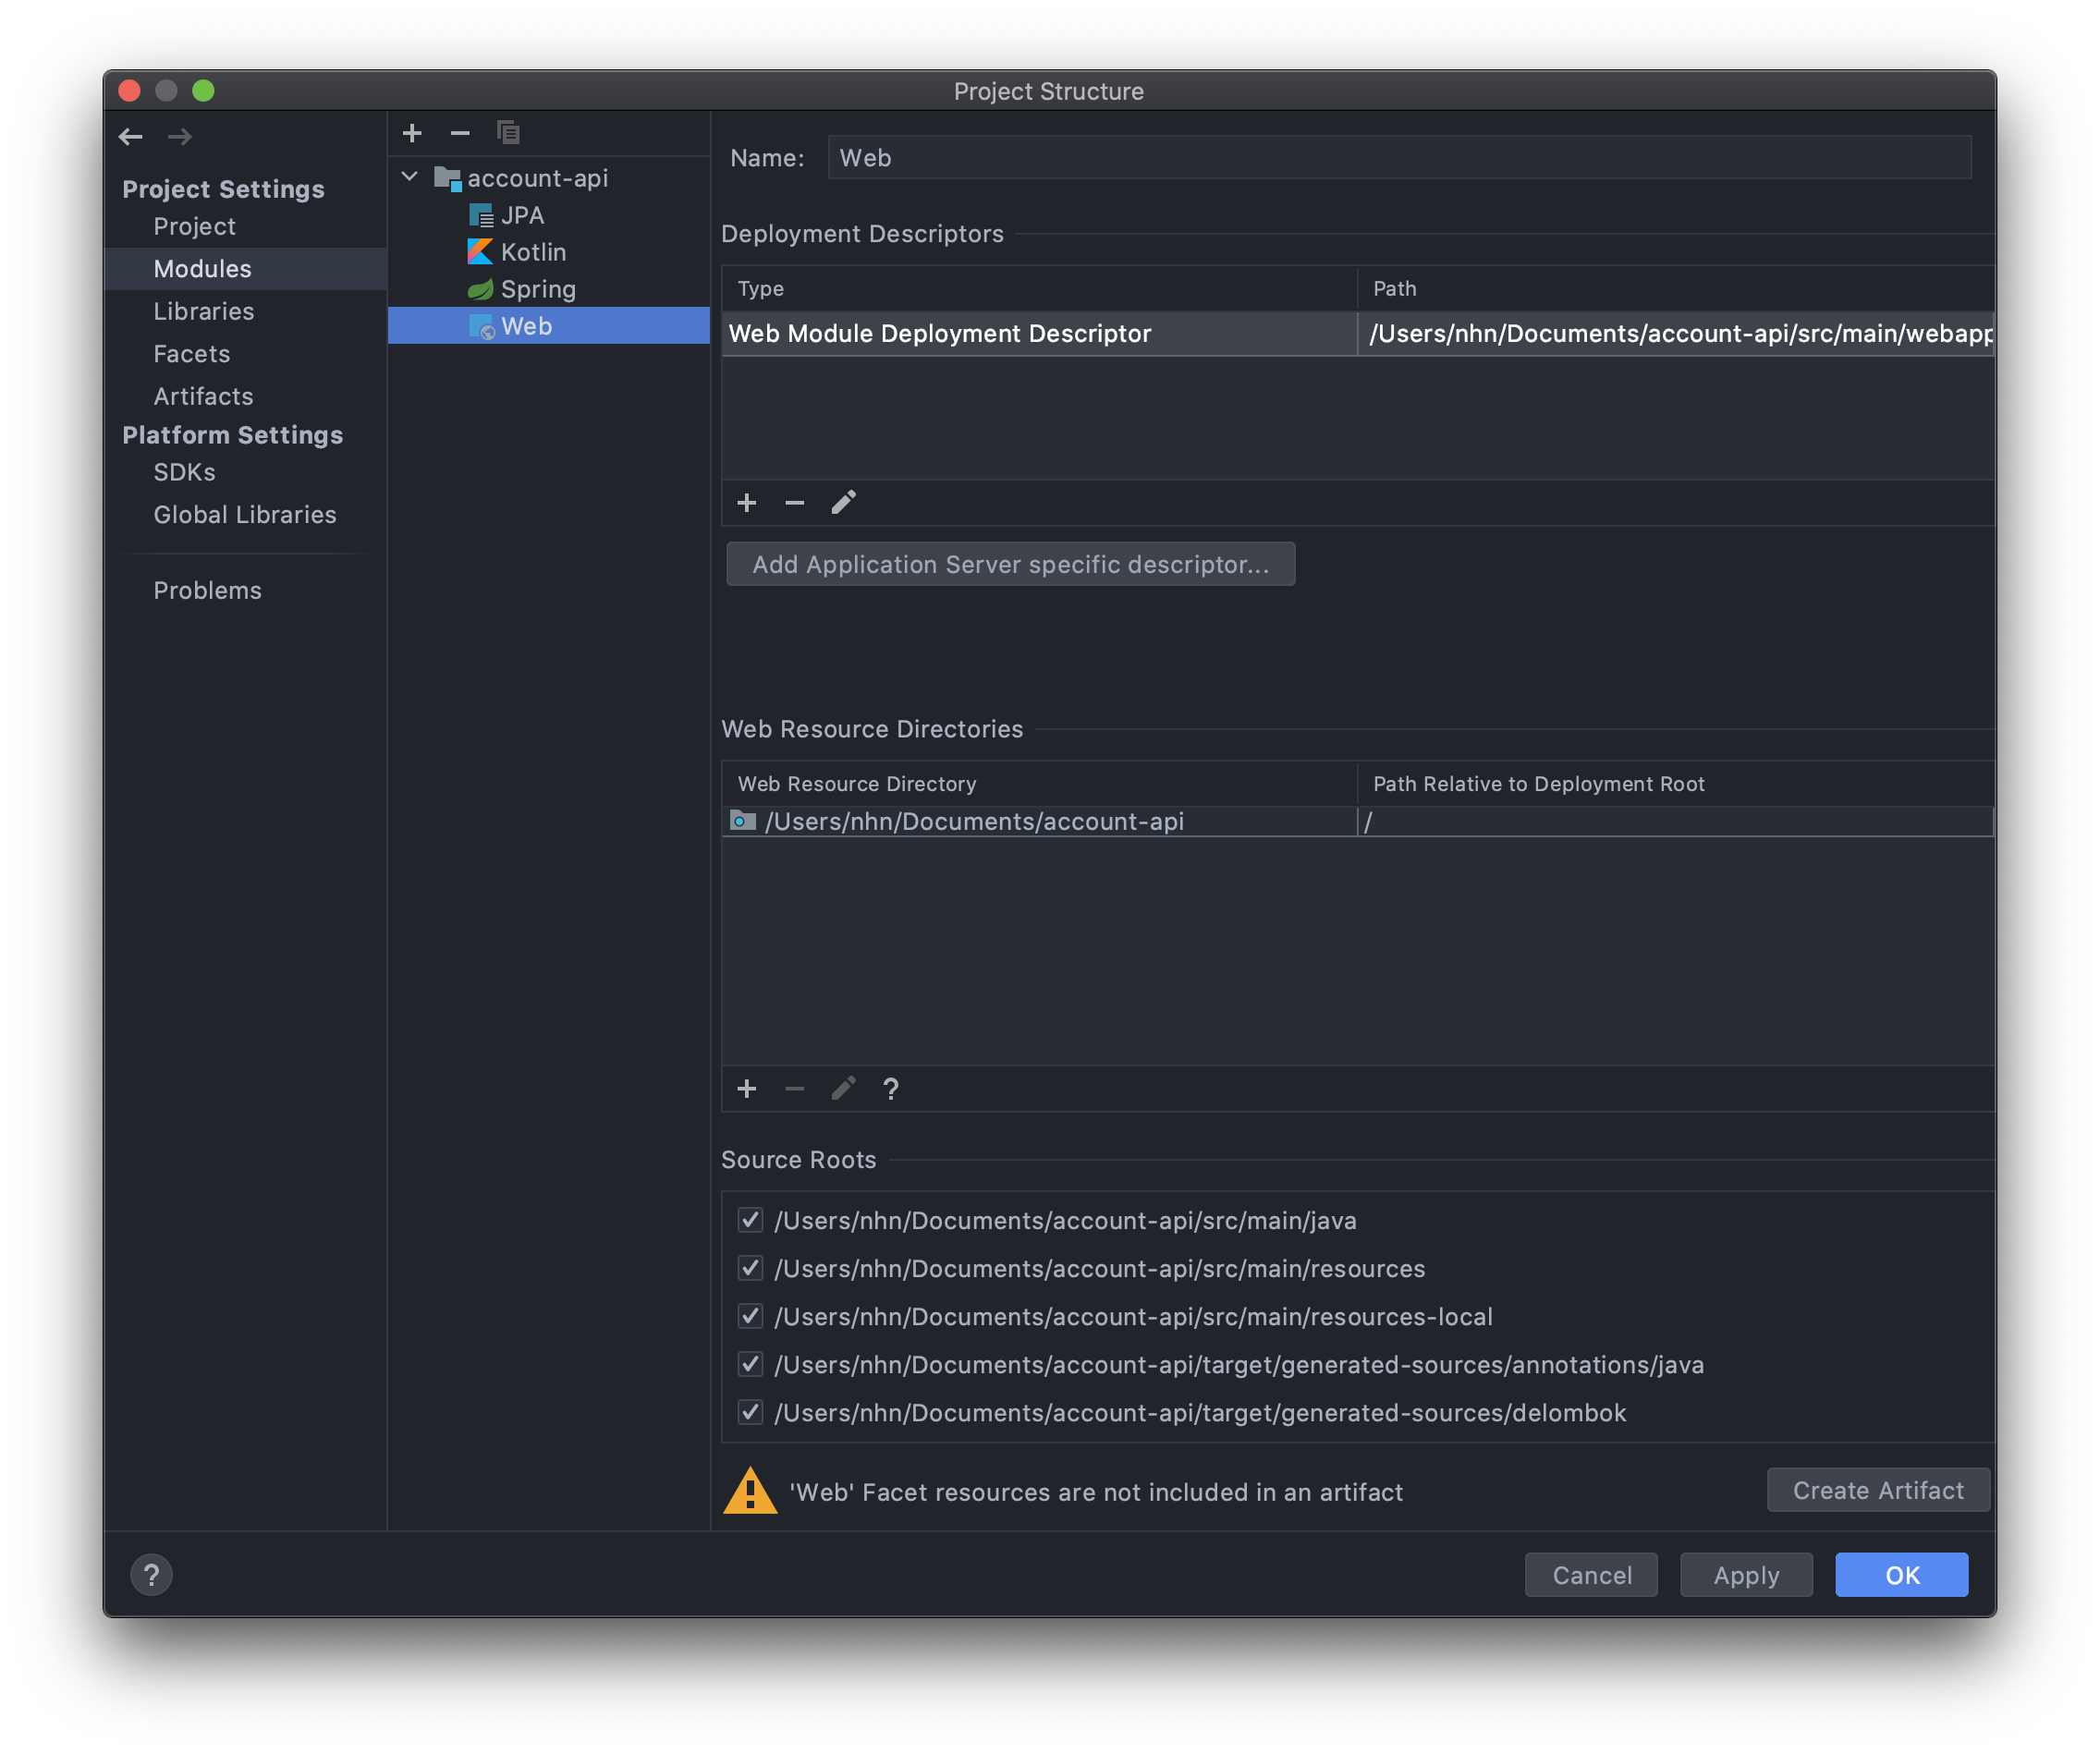 Project Structure
Project Settings
Project
Modules
Libraries
Facets
Artifacts
Platform Settings
SDKs
Global Libraries
Problems
account-api
JPA
Kotlin
Spring
Web
Name: Web
Deployment Descriptors
Type Path
Web Module Deployment Descriptor /Users/nhn/Documents/account-api/src/main/webapp
Add Application Server specific descriptor...
Web Resource Directories
Web Resource Directory Path Relative to Deployment Root
/Users/nhn/Documents/account-api /
?
Source Roots
/Users/nhn/Documents/account-api/src/main/java
/Users/nhn/Documents/account-api/src/main/resources
/Users/nhn/Documents/account-api/src/main/resources-local
/Users/nhn/Documents/account-api/target/generated-sources/annotations/java
/Users/nhn/Documents/account-api/target/generated-sources/delombok
'Web' Facet resources are not included in an artifact Create Artifact
? Cancel Apply OK